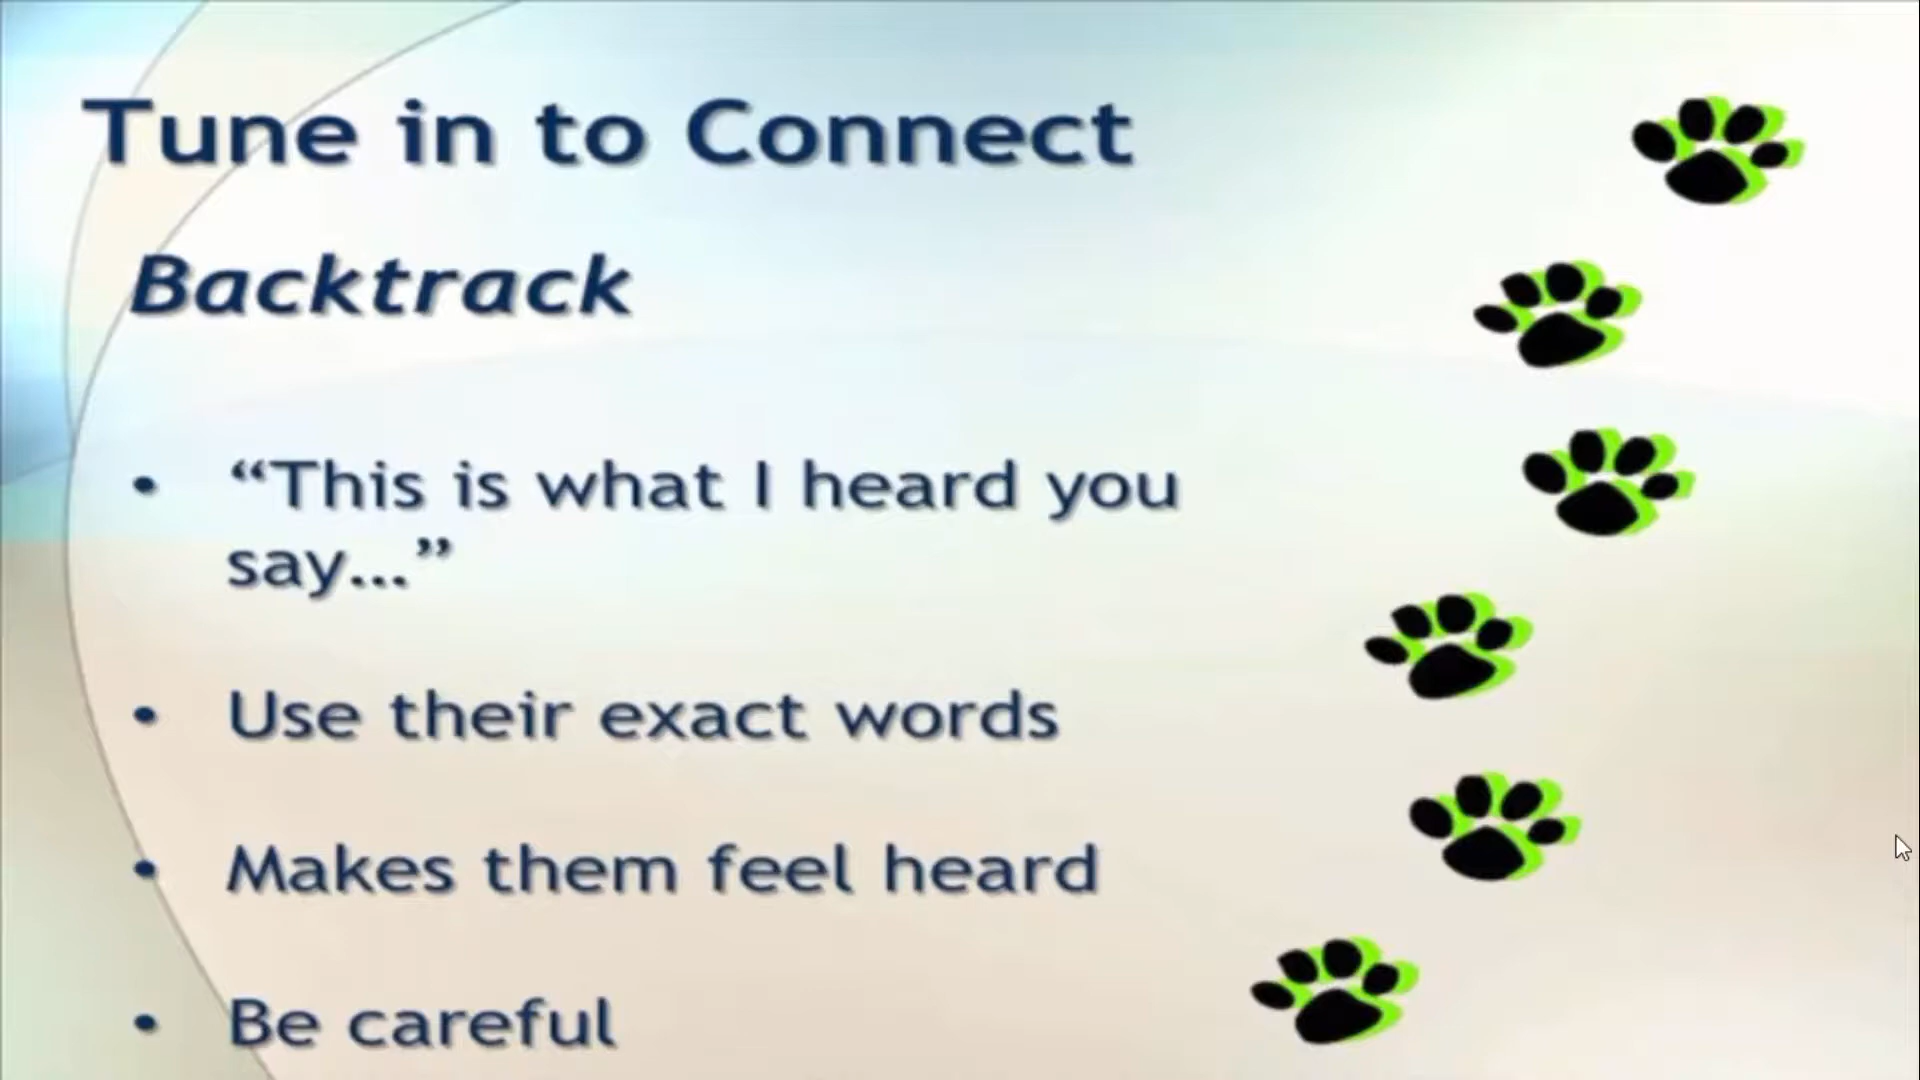 Tune in to Connect
Backtrack
• “This is what I heard you
say...”
• Use their exact words
• Makes them feel heard
• Be careful